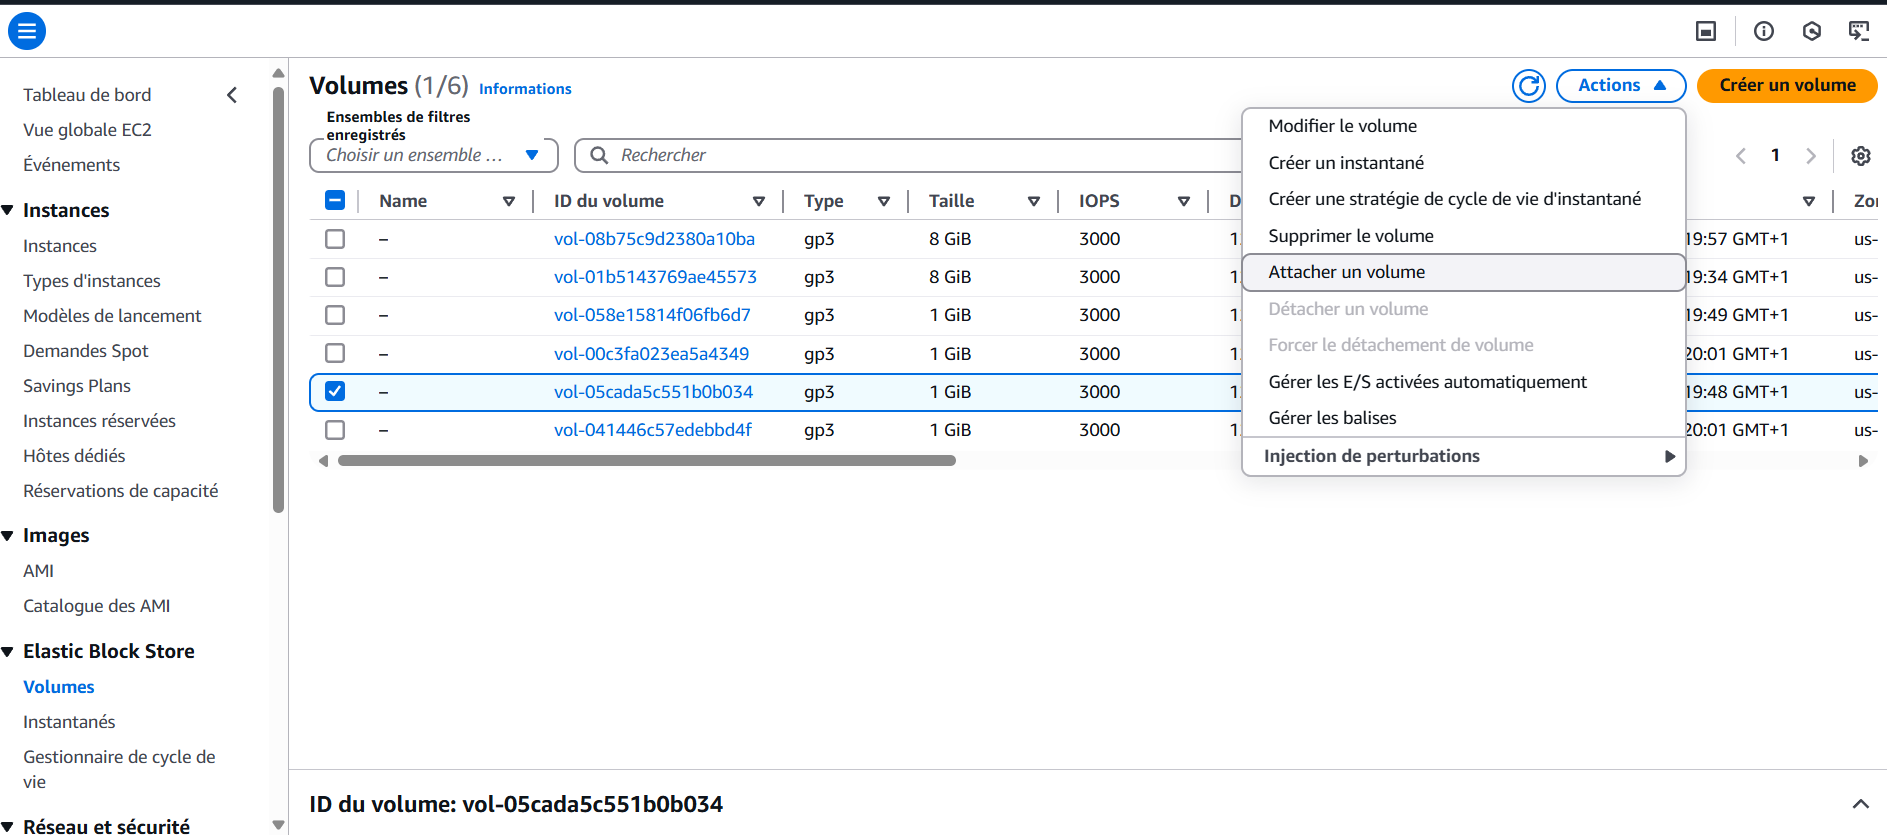 Tableau de bord
Vue globale EC2
Événements
Instances
Instances
Types d'instances
Modèles de lancement
Demandes Spot
Savings Plans
Instances réservées
Hôtes dédiés
Réservations de capacité
Images
AMI
Catalogue des AMI
Elastic Block Store
Volumes
Instantanés
Gestionnaire de cycle de
vie
Réseau et sécurité
Volumes (1/6) Informations
Actions
Créer un volume
Ensembles de filtres
enregistrés
Choisir un ensemble ...
Rechercher
1
Name ID du volume Type Taille IOPS D Zo
– vol-08b75c9d2380a10ba gp3 8 GiB 3000 1 19:57 GMT+1 us-
– vol-01b5143769ae45573 gp3 8 GiB 3000 1 19:34 GMT+1 us-
– vol-058e15814f06fb6d7 gp3 1 GiB 3000 1 19:49 GMT+1 us-
– vol-00c3fa023ea5a4349 gp3 1 GiB 3000 1 20:01 GMT+1 us-
– vol-05cada5c551b0b034 gp3 1 GiB 3000 1 19:48 GMT+1 us-
– vol-041446c57edebbd4f gp3 1 GiB 3000 1 20:01 GMT+1 us-
Modifier le volume
Créer un instantané
Créer une stratégie de cycle de vie d'instantané
Supprimer le volume
Attacher un volume
Détacher un volume
Forcer le détachement de volume
Gérer les E/S activées automatiquement
Gérer les balises
Injection de perturbations
ID du volume: vol-05cada5c551b0b034